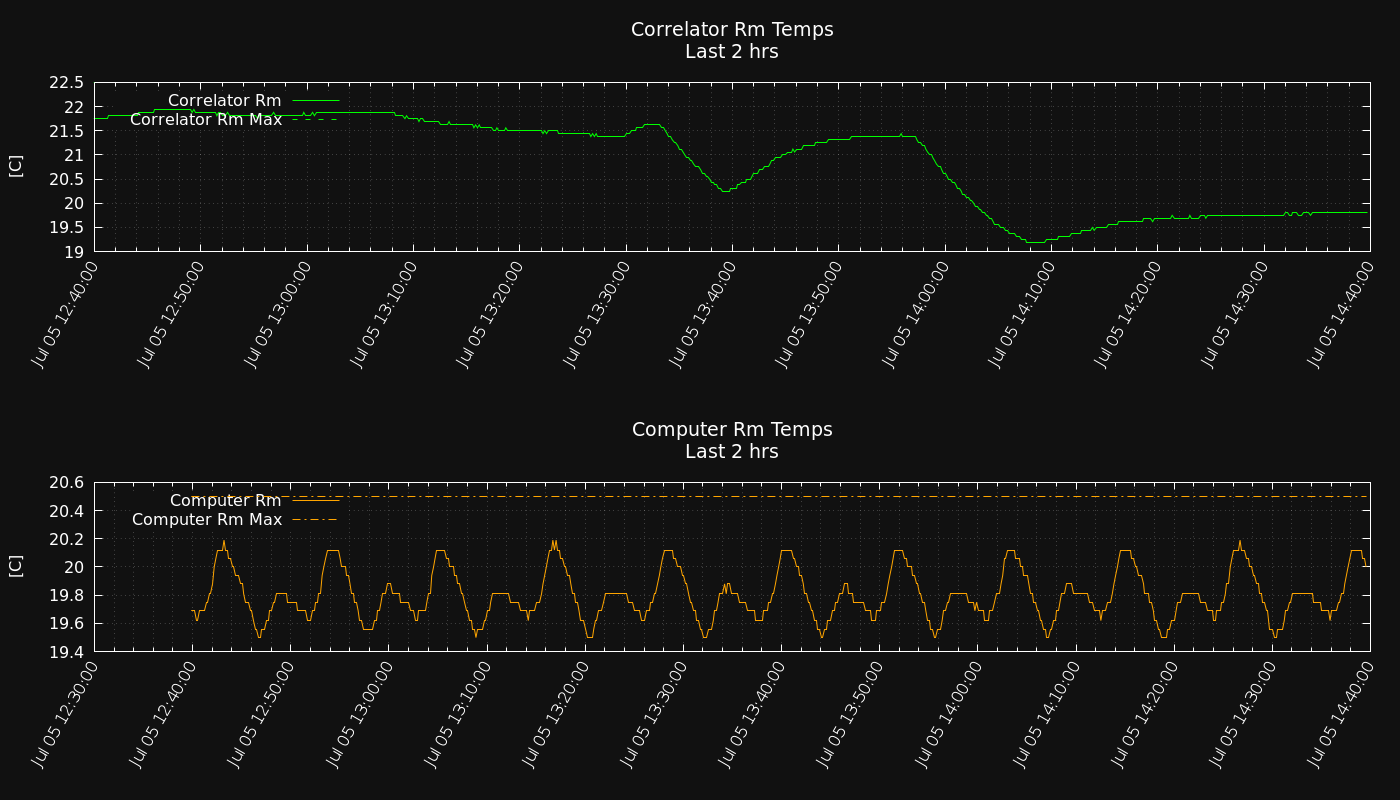 Correlator Rm Temps
Last 2 hrs
22.5
22
21.5
21
20.5
20
19.5
19
[C]
Correlator Rm
Correlator Rm Max
Jul 05 12:40:00
Jul 05 12:50:00
Jul 05 13:00:00
Jul 05 13:10:00
Jul 05 13:20:00
Jul 05 13:30:00
Jul 05 13:40:00
Jul 05 13:50:00
Jul 05 14:00:00
Jul 05 14:10:00
Jul 05 14:20:00
Jul 05 14:30:00
Jul 05 14:40:00
Computer Rm Temps
Last 2 hrs
20.6
20.4
20.2
20
19.8
19.6
19.4
[C]
Computer Rm
Computer Rm Max
Jul 05 12:30:00
Jul 05 12:40:00
Jul 05 12:50:00
Jul 05 13:00:00
Jul 05 13:10:00
Jul 05 13:20:00
Jul 05 13:30:00
Jul 05 13:40:00
Jul 05 13:50:00
Jul 05 14:00:00
Jul 05 14:10:00
Jul 05 14:20:00
Jul 05 14:30:00
Jul 05 14:40:00